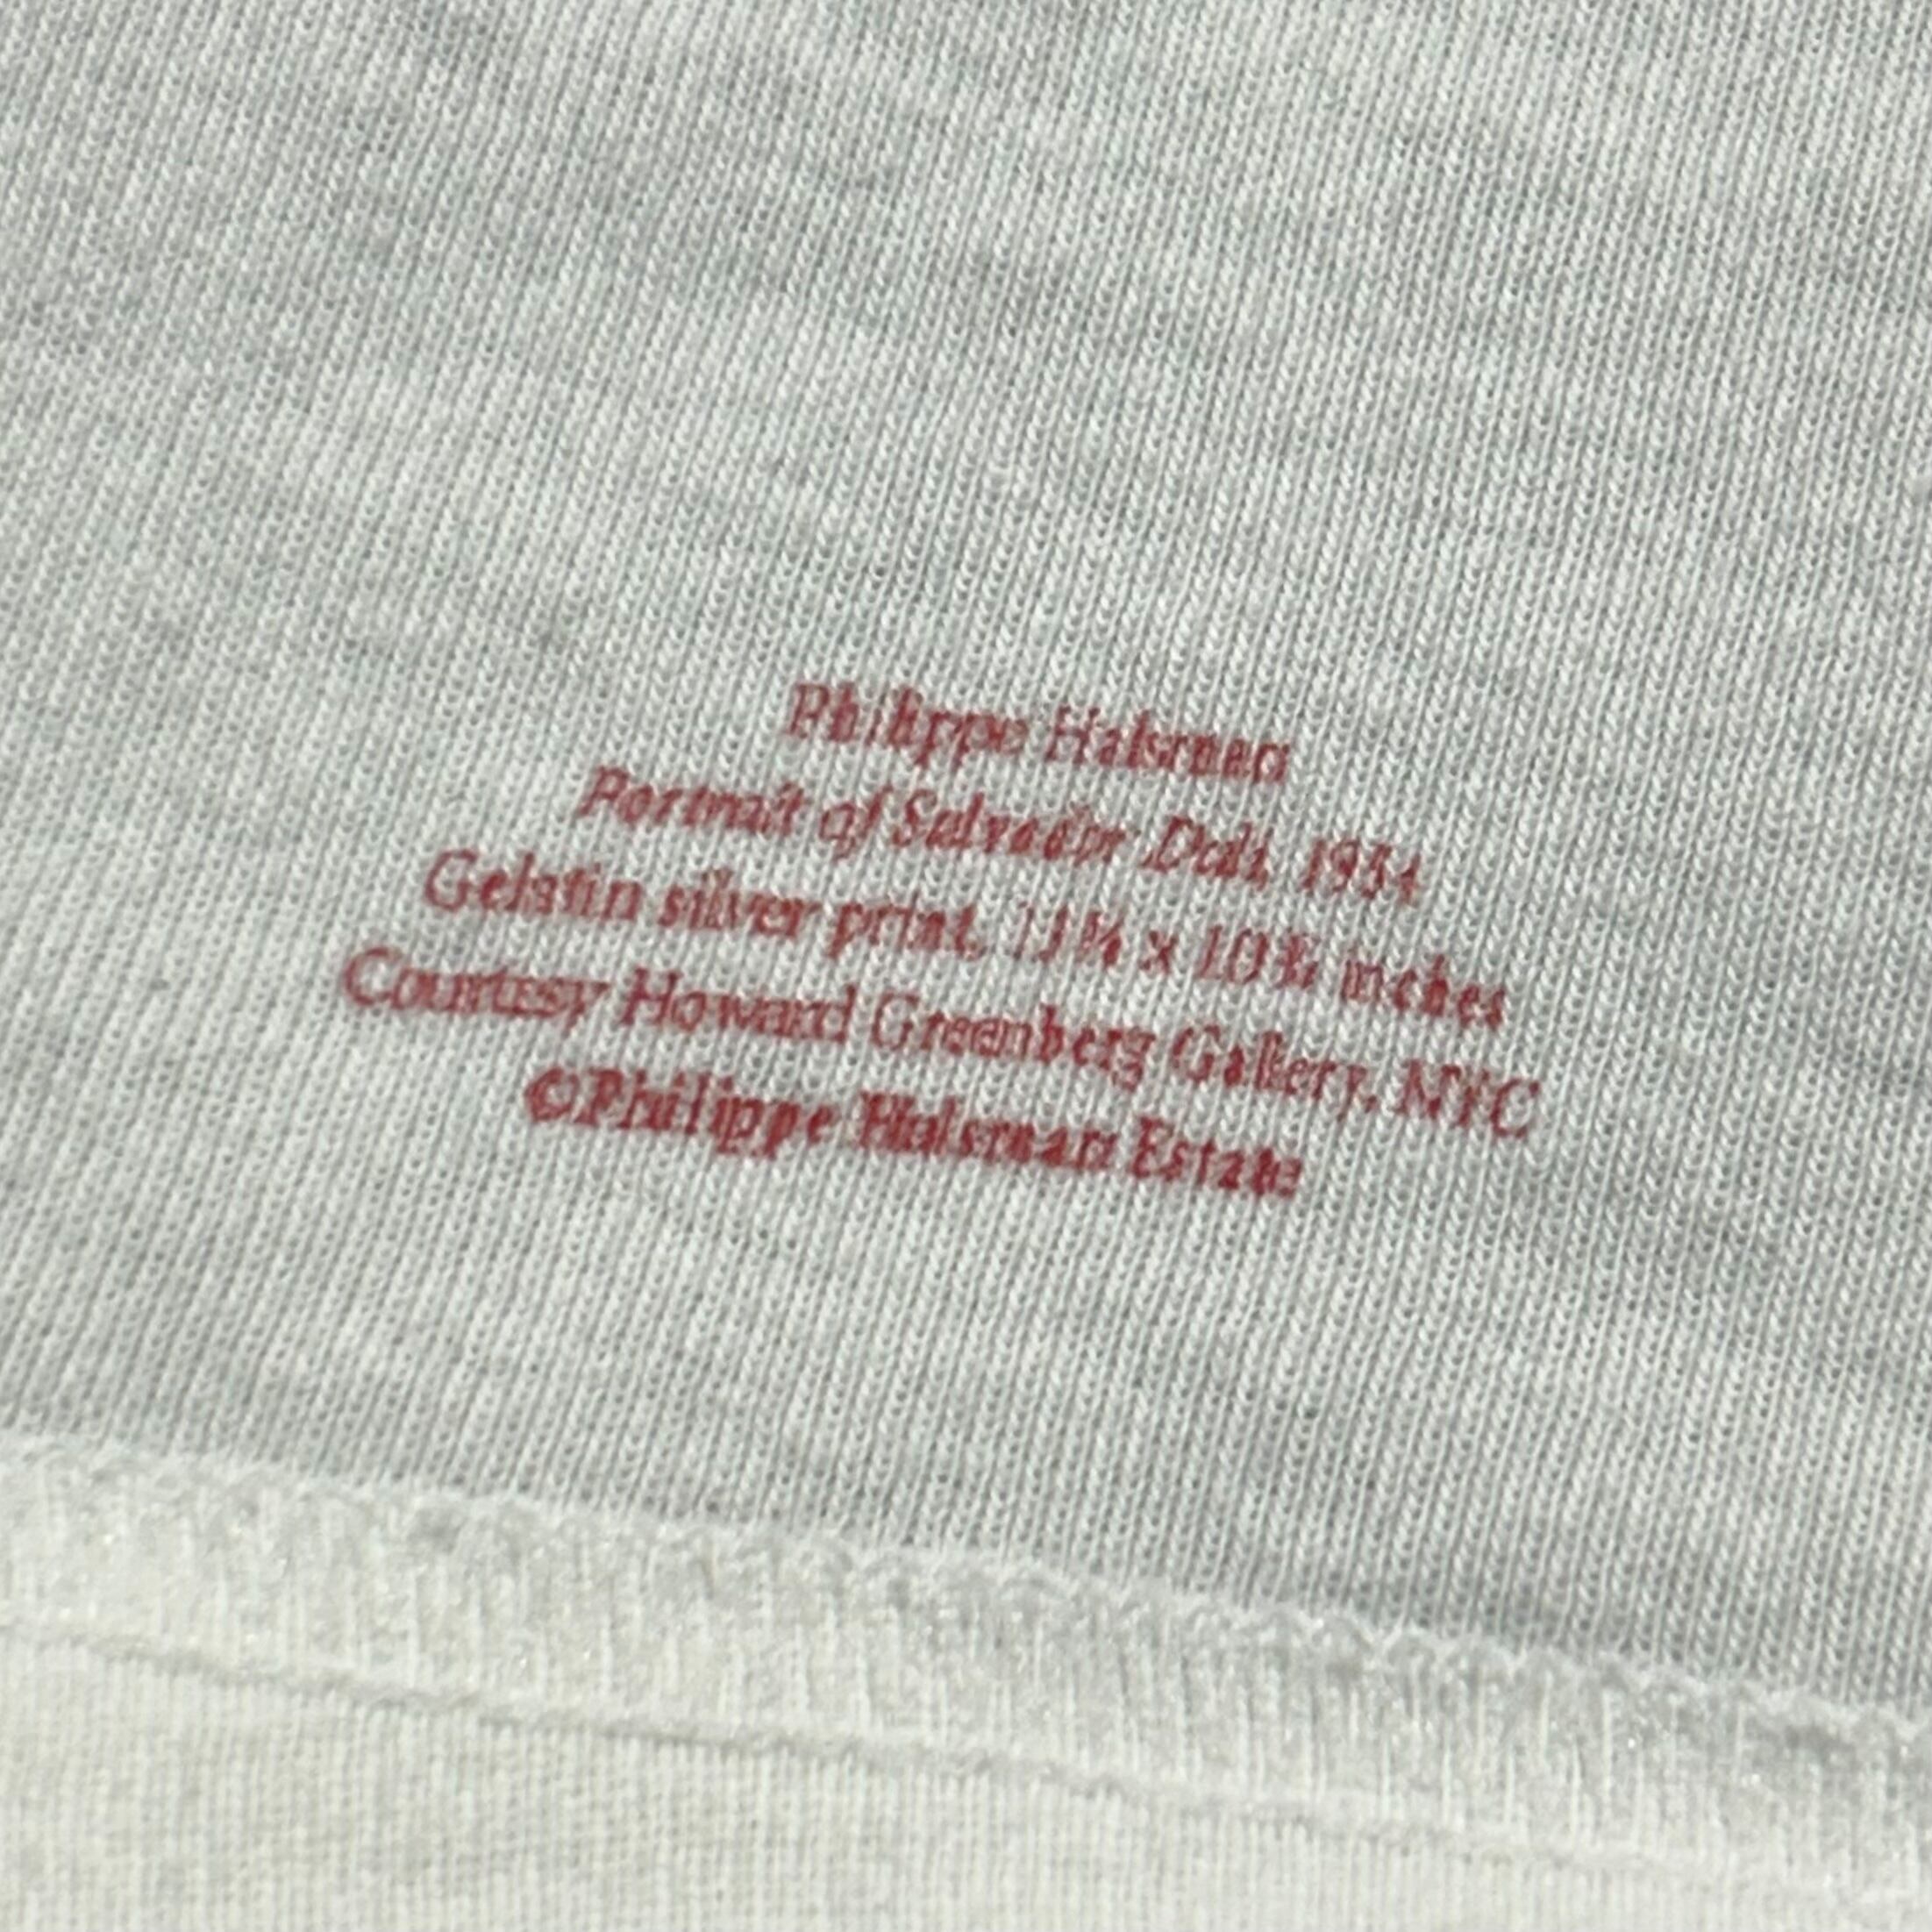 Philippe Halsman
Portrait of Salvador Dali, 1954
Gelatin silver print, 11¾ x 10¾ inches
Courtesy Howard Greenberg Gallery, NYC
©Philippe Halsman Estate